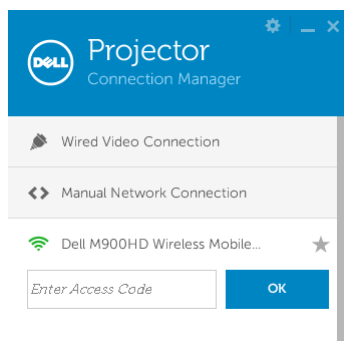 DELL
Projector
Connection Manager
Wired Video Connection
Manual Network Connection
Dell M900HD Wireless Mobile...
Enter Access Code
OK